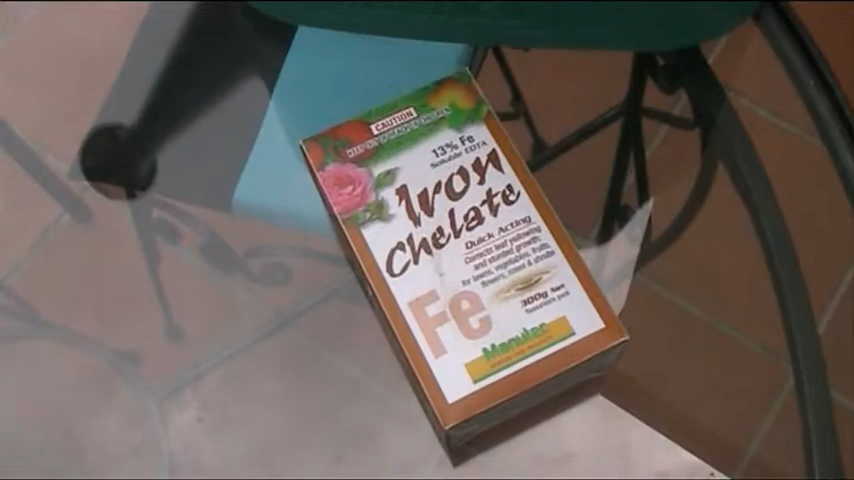 CAUTION
KEEP OUT OF REACH OF CHILDREN
13% Fe
Soluble EDTA
Iron
Chelate
Quick Acting
Corrects leaf yellowing
and stunted growth;
for lawns, vegetables, fruits,
flowers, roses & shrubs
Fe
300g Net
Manutec